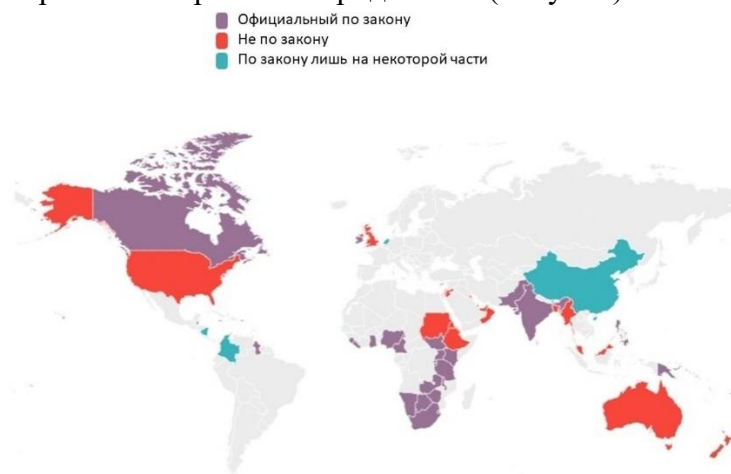 Официальный по закону
Не по закону
По закону лишь на некоторой части